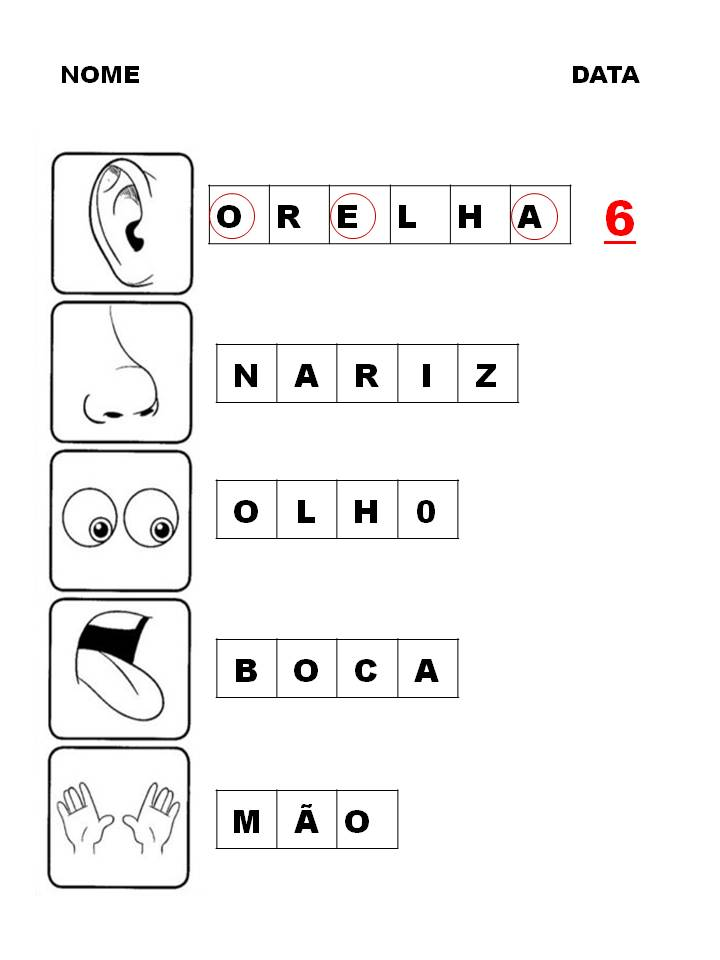 NOME DATA
O R E L H A 6
N A R I Z
O L H 0
B O C A
M Ã O